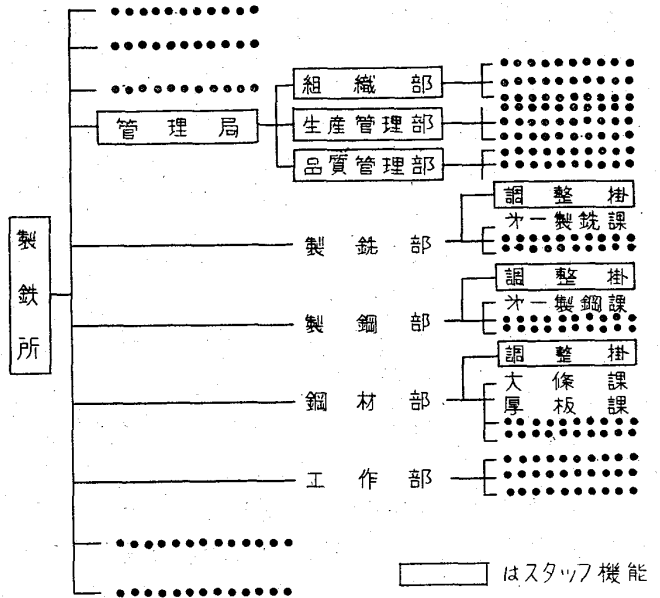 製鉄所
管理局
組織部
生産管理部
品質管理部
製銑部
調整掛
才一製銑課
製鋼部
調整掛
才一製鋼課
鋼材部
調整掛
大條課
厚板課
工作部
はスタッフ機能